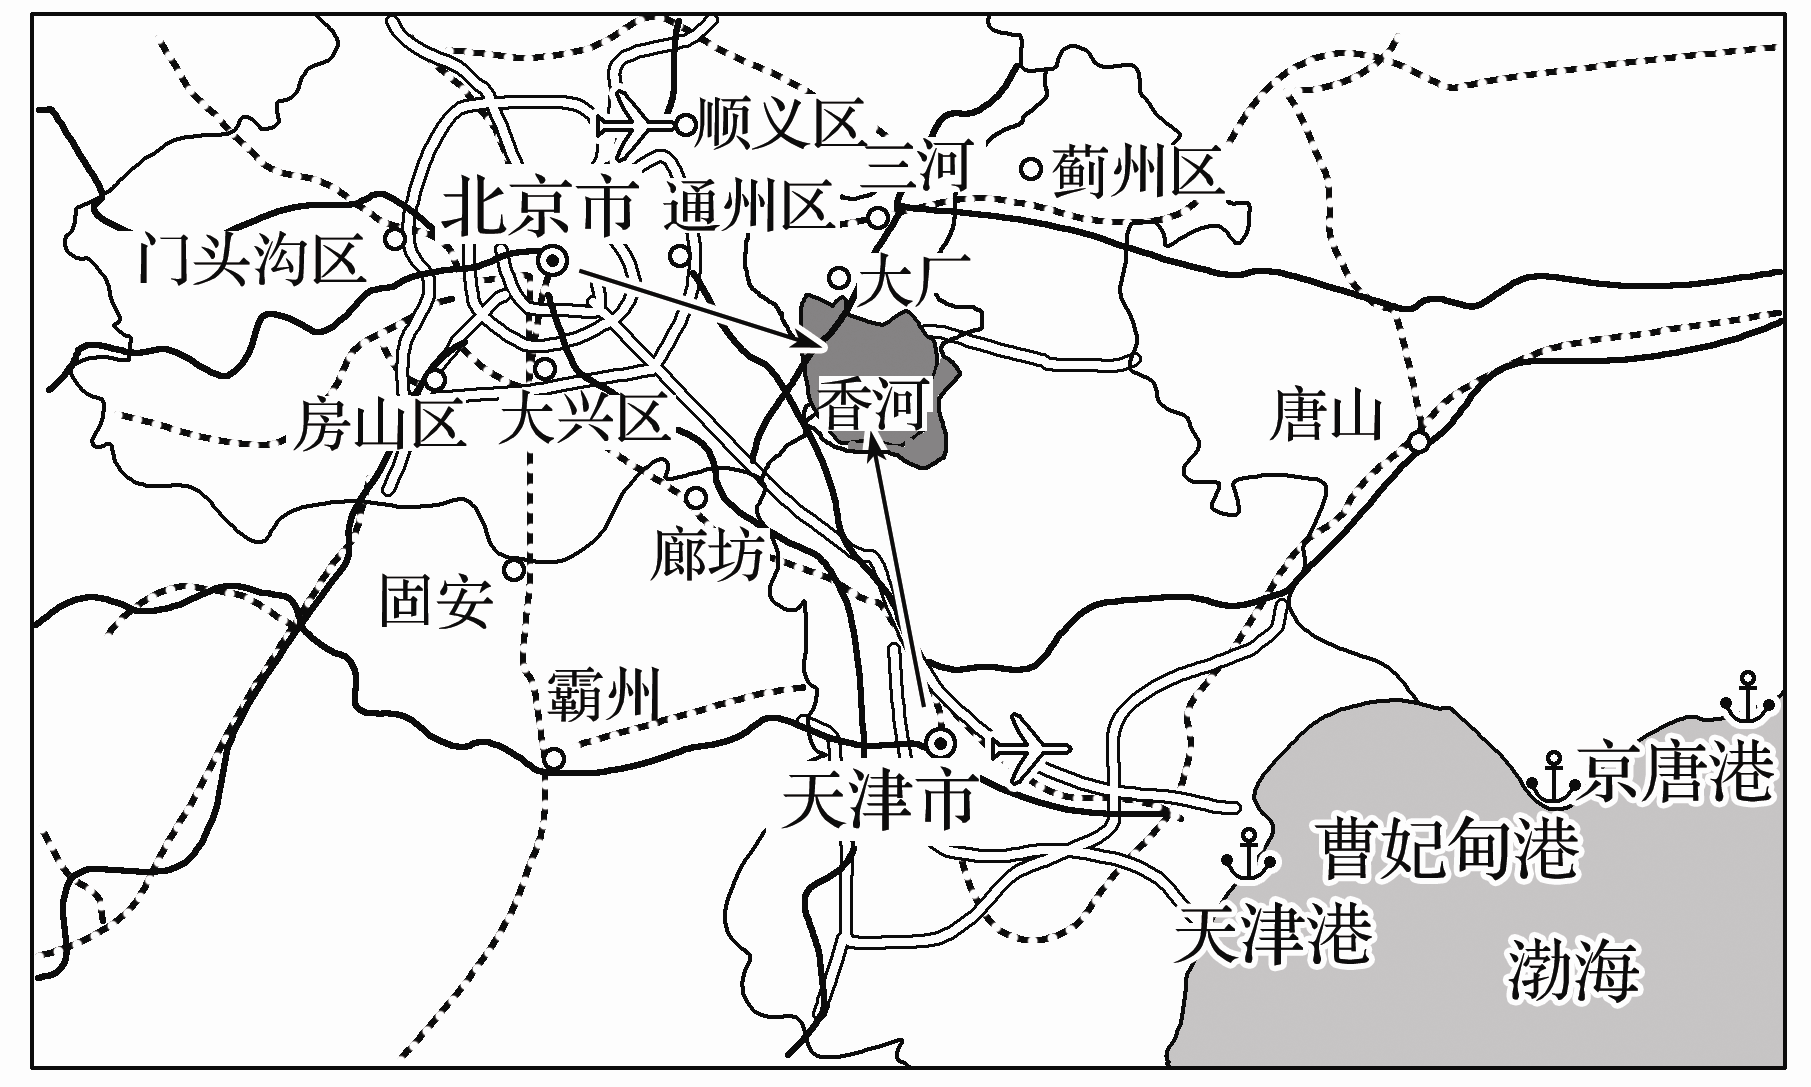 顺义区
三河
蓟州区
北京市
通州区
门头沟区
大厂
香河
唐山
房山区
大兴区
廊坊
固安
霸州
天津市
京唐港
曹妃甸港
天津港
渤海